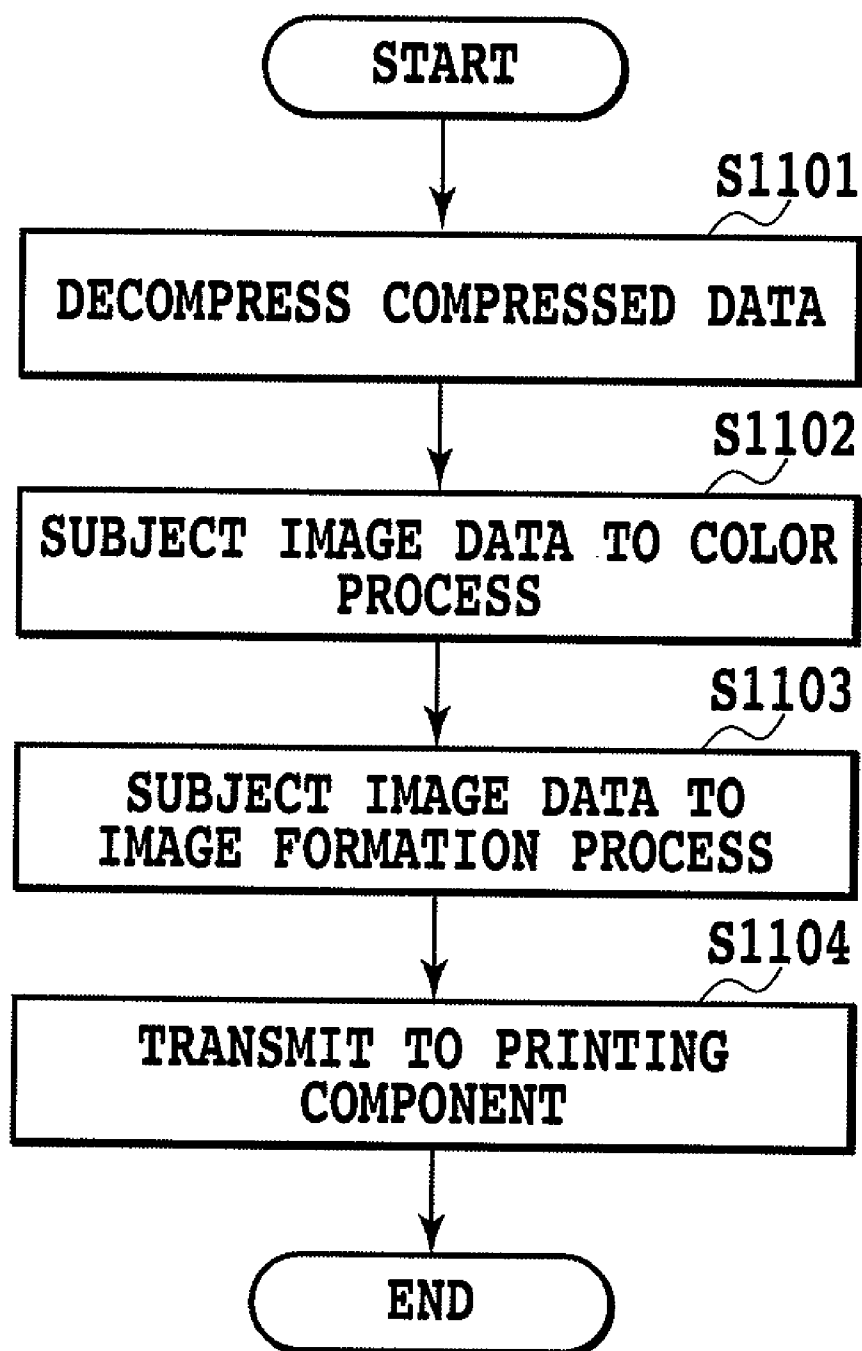 START
S1101
DECOMPRESS COMPRESSED DATA
S1102
SUBJECT IMAGE DATA TO COLOR
PROCESS
S1103
SUBJECT IMAGE DATA TO
IMAGE FORMATION PROCESS
S1104
TRANSMIT TO PRINTING
COMPONENT
END